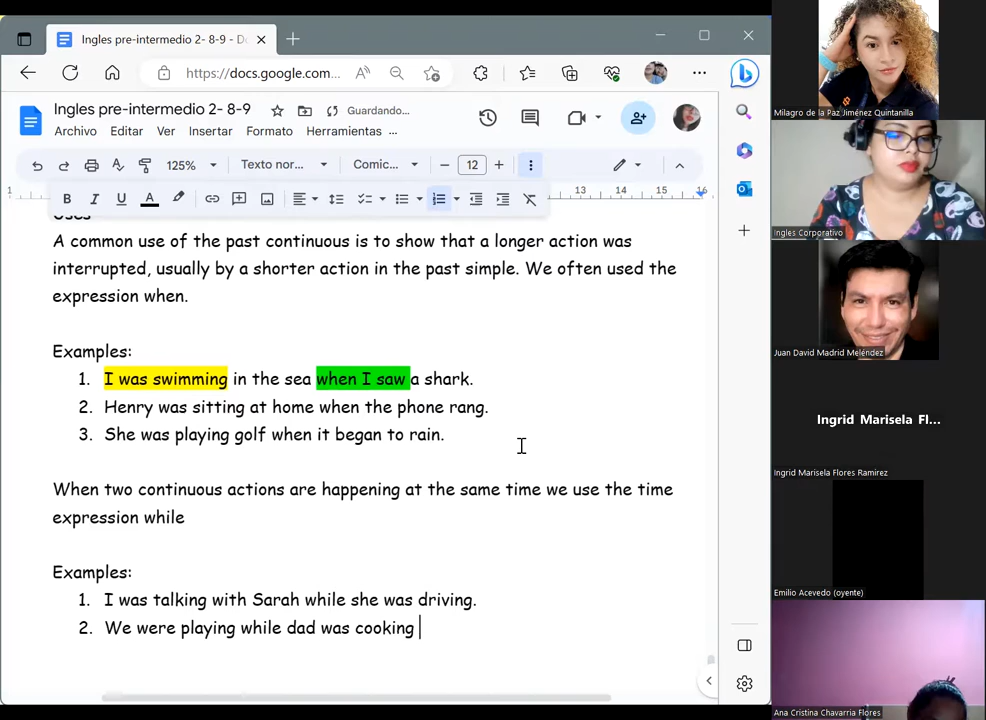 Ingles pre-intermedio 2- 8-9 - Do
https://docs.google.com...
Ingles pre-intermedio 2- 8-9
Guardando...
Archivo Editar Ver Insertar Formato Herramientas ...
125% Texto nor... Comic... 12
1 13 14 15 16
Uses
A common use of the past continuous is to show that a longer action was
interrupted, usually by a shorter action in the past simple. We often used the
expression when.
Examples:
1. I was swimming in the sea when I saw a shark.
2. Henry was sitting at home when the phone rang.
3. She was playing golf when it began to rain.
When two continuous actions are happening at the same time we use the time
expression while
Examples:
1. I was talking with Sarah while she was driving.
2. We were playing while dad was cooking
Milagro de la Paz Jiménez Quintanilla
Ingles Corporativo
Juan David Madrid Meléndez
Ingrid Marisela Fl...
Ingrid Marisela Flores Ramirez
Emilio Acevedo (oyente)
Ana Cristina Chavarria Flores